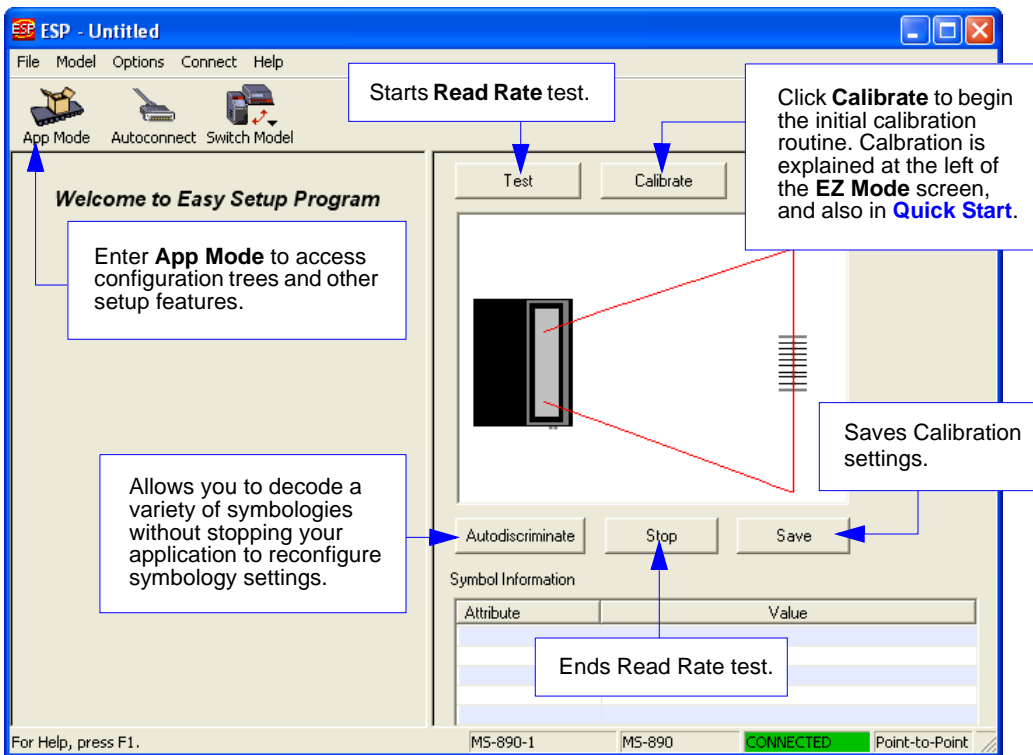 ESP - Untitled
File Model Options Connect Help
App Mode Autoconnect Switch Model
Starts Read Rate test.
Click Calibrate to begin
the initial calibration
routine. Calbration is
explained at the left of
the EZ Mode screen,
and also in Quick Start.
Welcome to Easy Setup Program
Test Calibrate
Enter App Mode to access
configuration trees and other
setup features.
Saves Calibration
settings.
Allows you to decode a
variety of symbologies
without stopping your
application to reconfigure
symbology settings.
Autodiscriminate Stop Save
Symbol Information
Attribute Value
Ends Read Rate test.
For Help, press F1. MS-890-1 MS-890 CONNECTED Point-to-Point